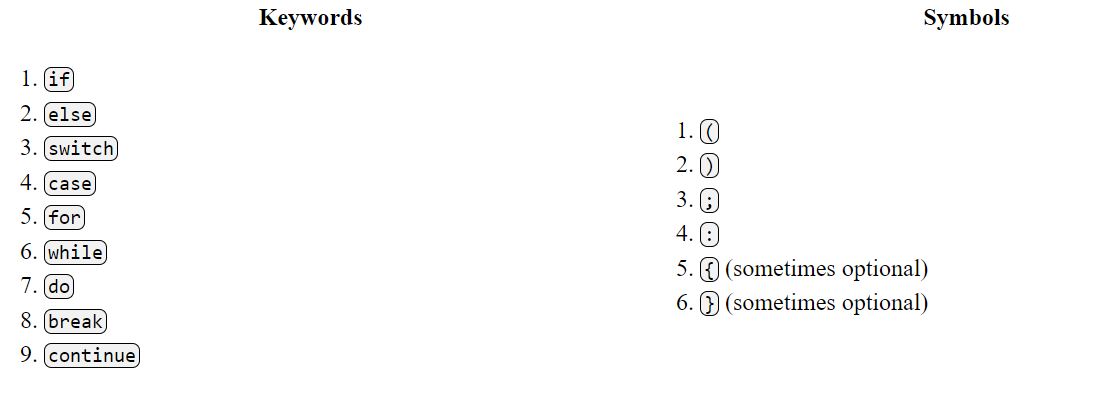 Keywords
1. if
2. else
3. switch
4. case
5. for
6. while
7. do
8. break
9. continue
Symbols
1. (
2. )
3. ;
4. :
5. { (sometimes optional)
6. } (sometimes optional)